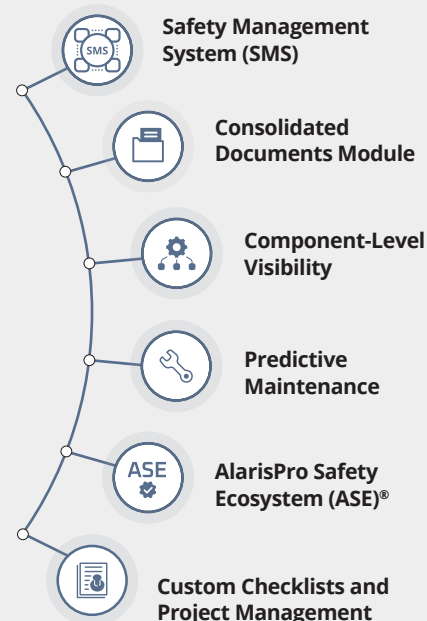 SMS
Safety Management
System (SMS)
Consolidated
Documents Module
Component-Level
Visibility
Predictive
Maintenance
ASE
AlarisPro Safety
Ecosystem (ASE)®
Custom Checklists and
Project Management